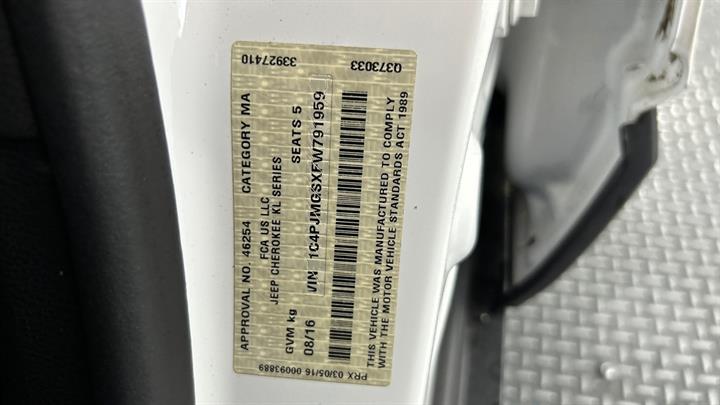 33927410
Q373033
APPROVAL NO. 46254 CATEGORY MA
FCA US LLC
JEEP CHEROKEE KL SERIES
GVM kg SEATS 5
VIN 1C4PJMGSXFW791959
08/16
THIS VEHICLE WAS MANUFACTURED TO COMPLY
WITH THE MOTOR VEHICLE STANDARDS ACT 1989
PRX 03/05/16 00093889